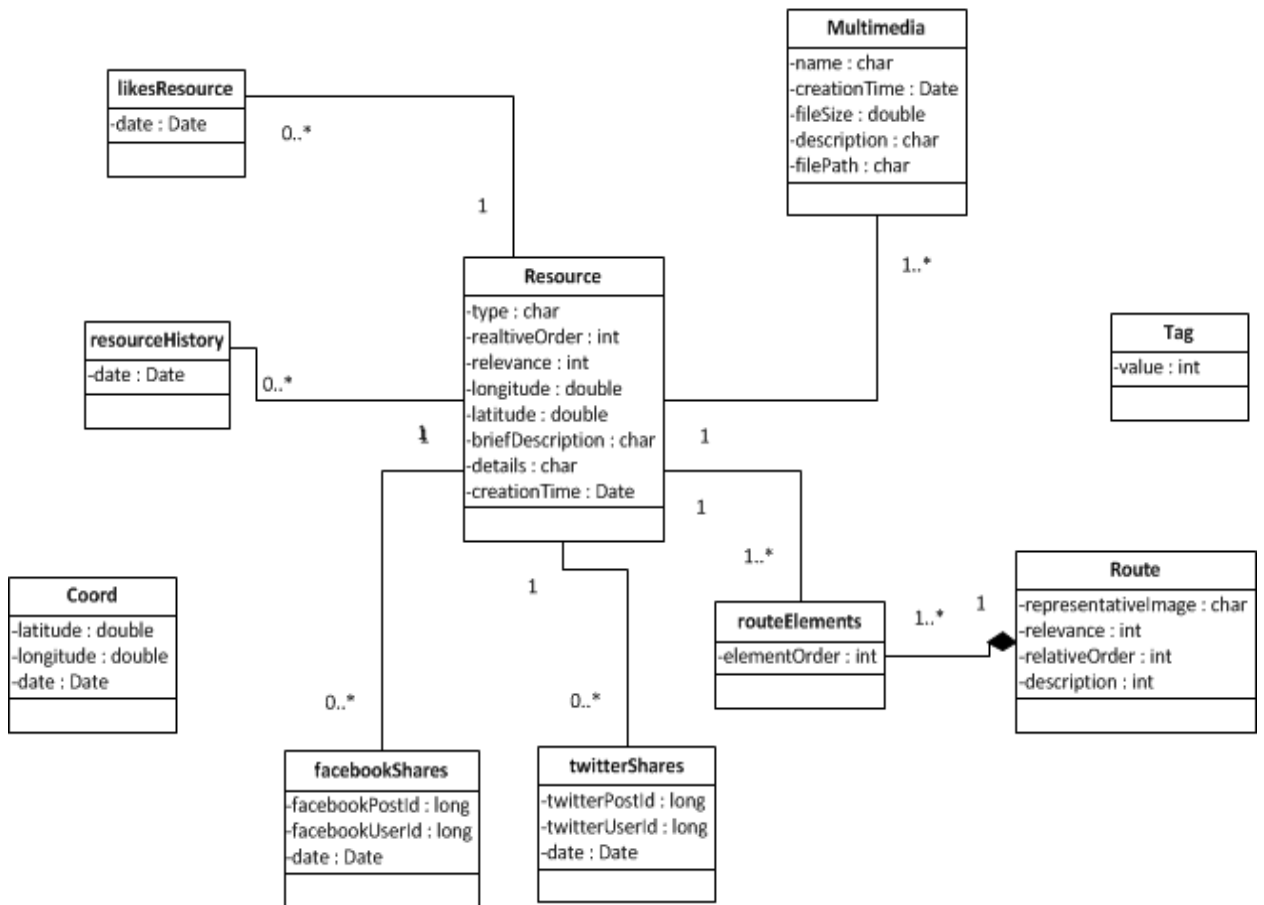 Multimedia
-name : char
-creationTime : Date
-fileSize : double
-description : char
-filePath : char
likesResource
-date : Date
0..*
1
1..*
Resource
-type : char
-realtiveOrder : int
-relevance : int
-longitude : double
-latitude : double
-briefDescription : char
-details : char
-creationTime : Date
resourceHistory
-date : Date
0..*
1
1
1
1
1
Tag
-value : int
Coord
-latitude : double
-longitude : double
-date : Date
1..*
routeElements
-elementOrder : int
1..*
1
Route
-representativeImage : char
-relevance : int
-relativeOrder : int
-description : int
0..*
0..*
facebookShares
-facebookPostId : long
-facebookUserId : long
-date : Date
twitterShares
-twitterPostId : long
-twitterUserId : long
-date : Date